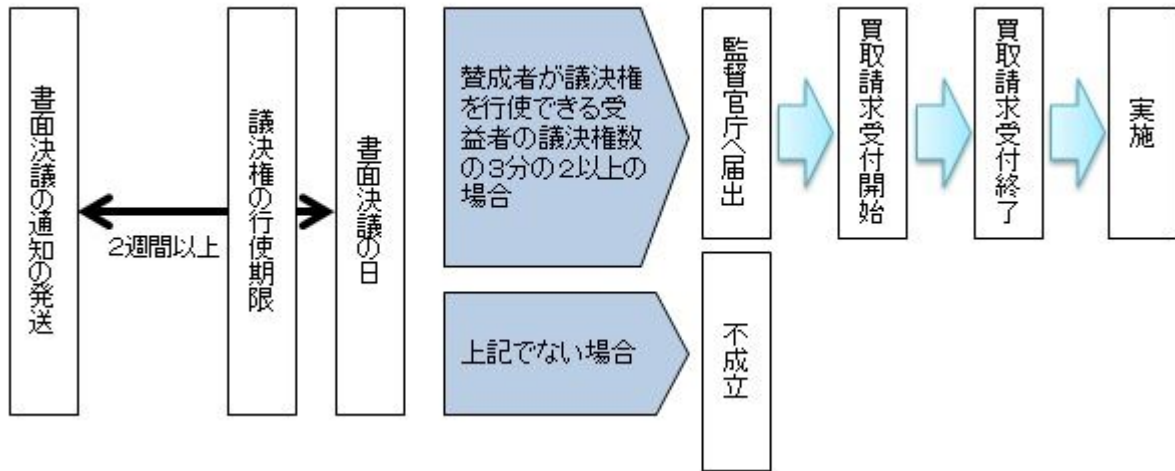 書面決議の通知の発送
2週間以上
議決権の行使期限
書面決議の日
賛成者が議決権
を行使できる受
益者の議決権数
の3分の2以上の
場合
監督官庁へ届出
買取請求受付開始
買取請求受付終了
実施
上記でない場合
不成立